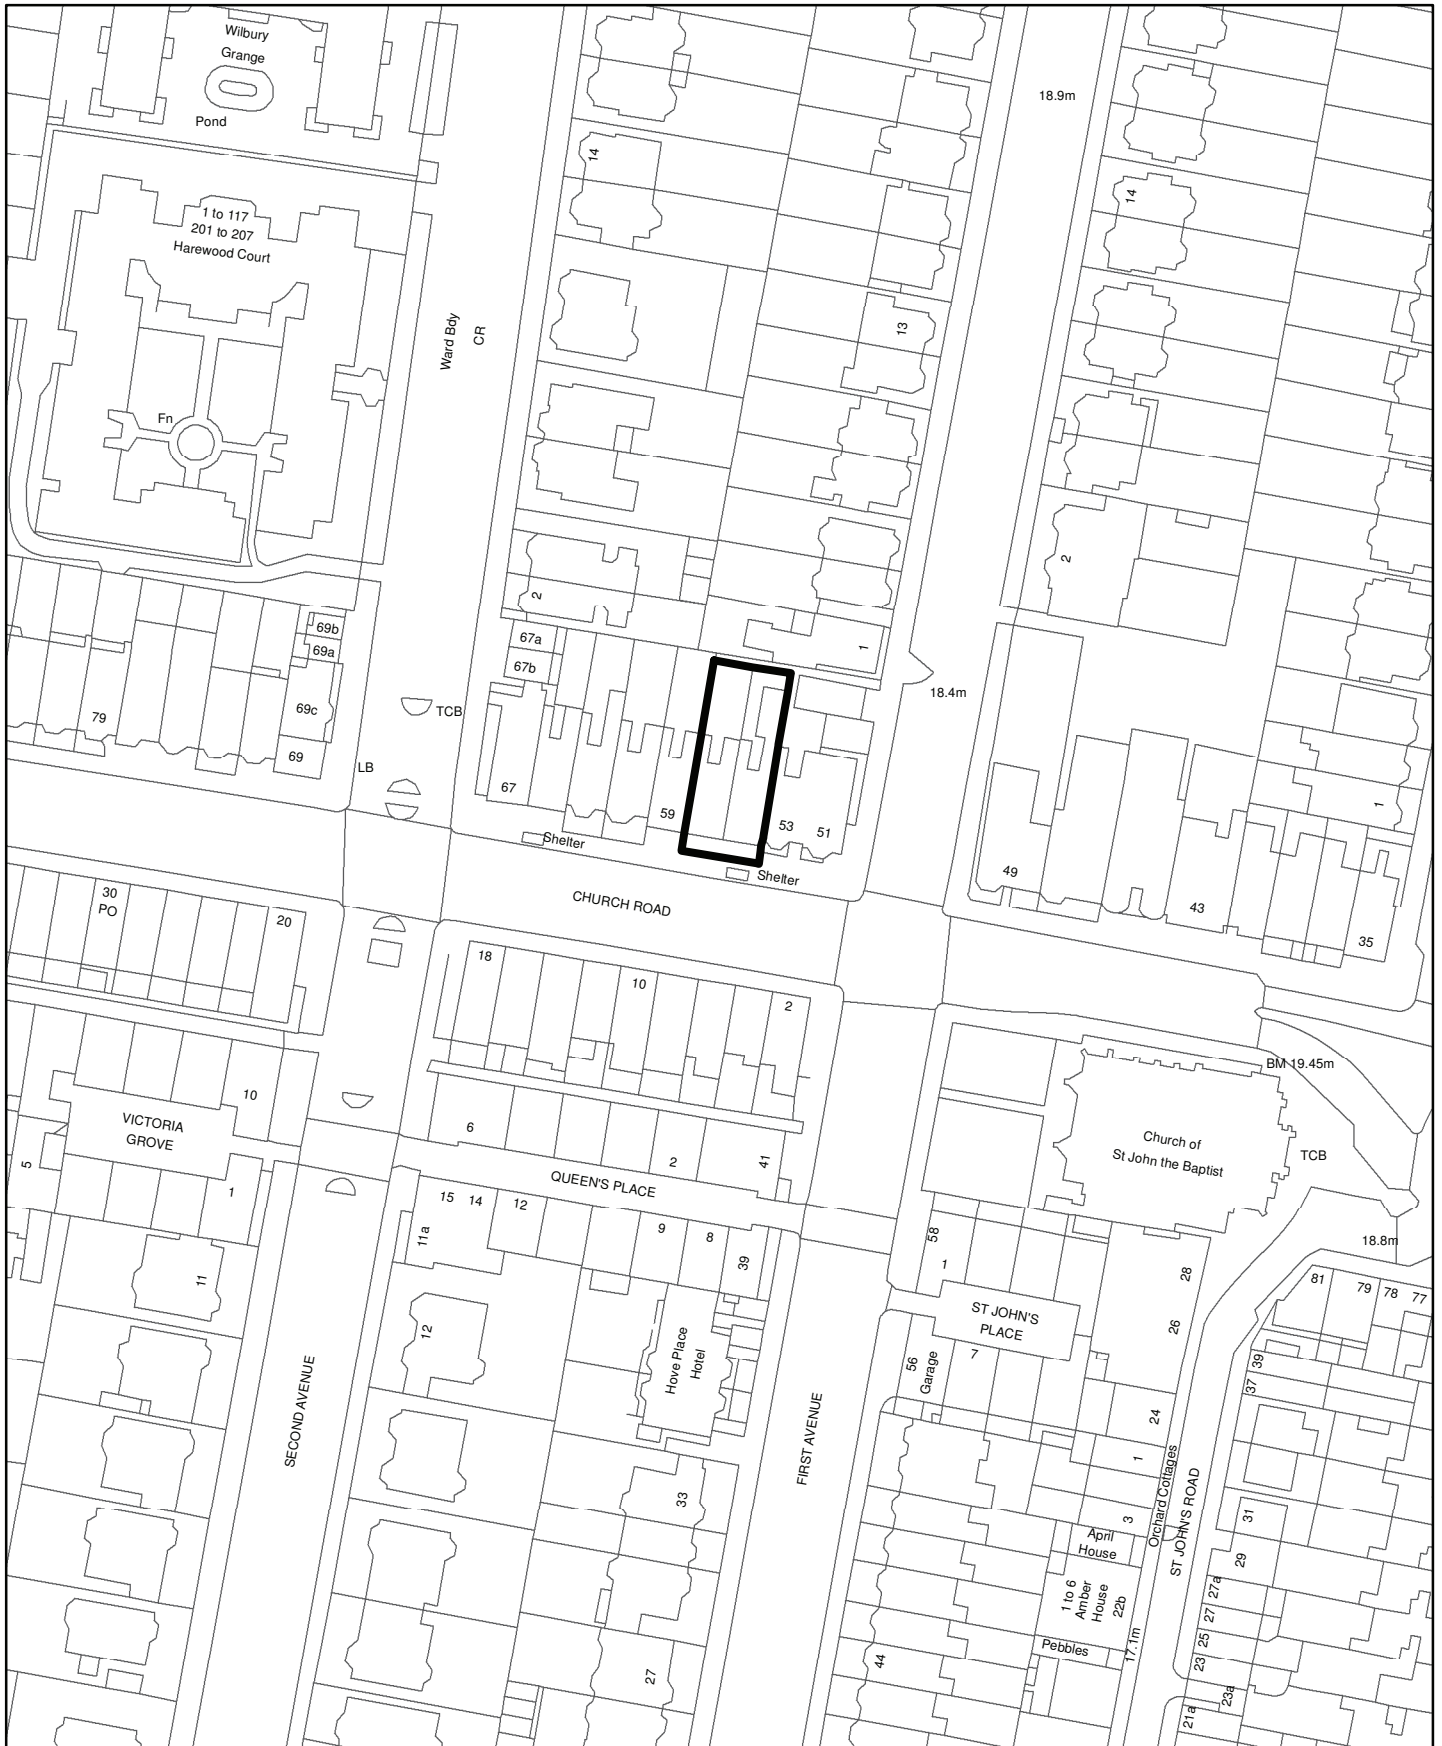 Wilbury
Grange
Pond
18.9m
14
1 to 117
201 to 207
Harewood Court
14
Ward Bdy
CR
13
Fn
2
2
69b
69a
67a
67b
1
18.4m
79
69c
TCB
69
LB
67
59
53
51
1
Shelter
Shelter
49
43
35
CHURCH ROAD
30
PO
20
18
10
2
BM 19.45m
10
VICTORIA
GROVE
6
2
41
Church of
St John the Baptist
TCB
5
1
QUEEN'S PLACE
15
14
12
11a
9
8
39
58
1
18.8m
11
28
26
ST JOHN'S
PLACE
81
79
78
77
12
Hove Place
Hotel
56
Garage
7
39
37
SECOND AVENUE
FIRST AVENUE
24
1
Orchard Cottages
ST JOHN'S ROAD
33
3
April
House
31
29
27a
1 to 6
Amber
House
22b
27
25
23
Pebbles
17.1m
44
27
23a
21a